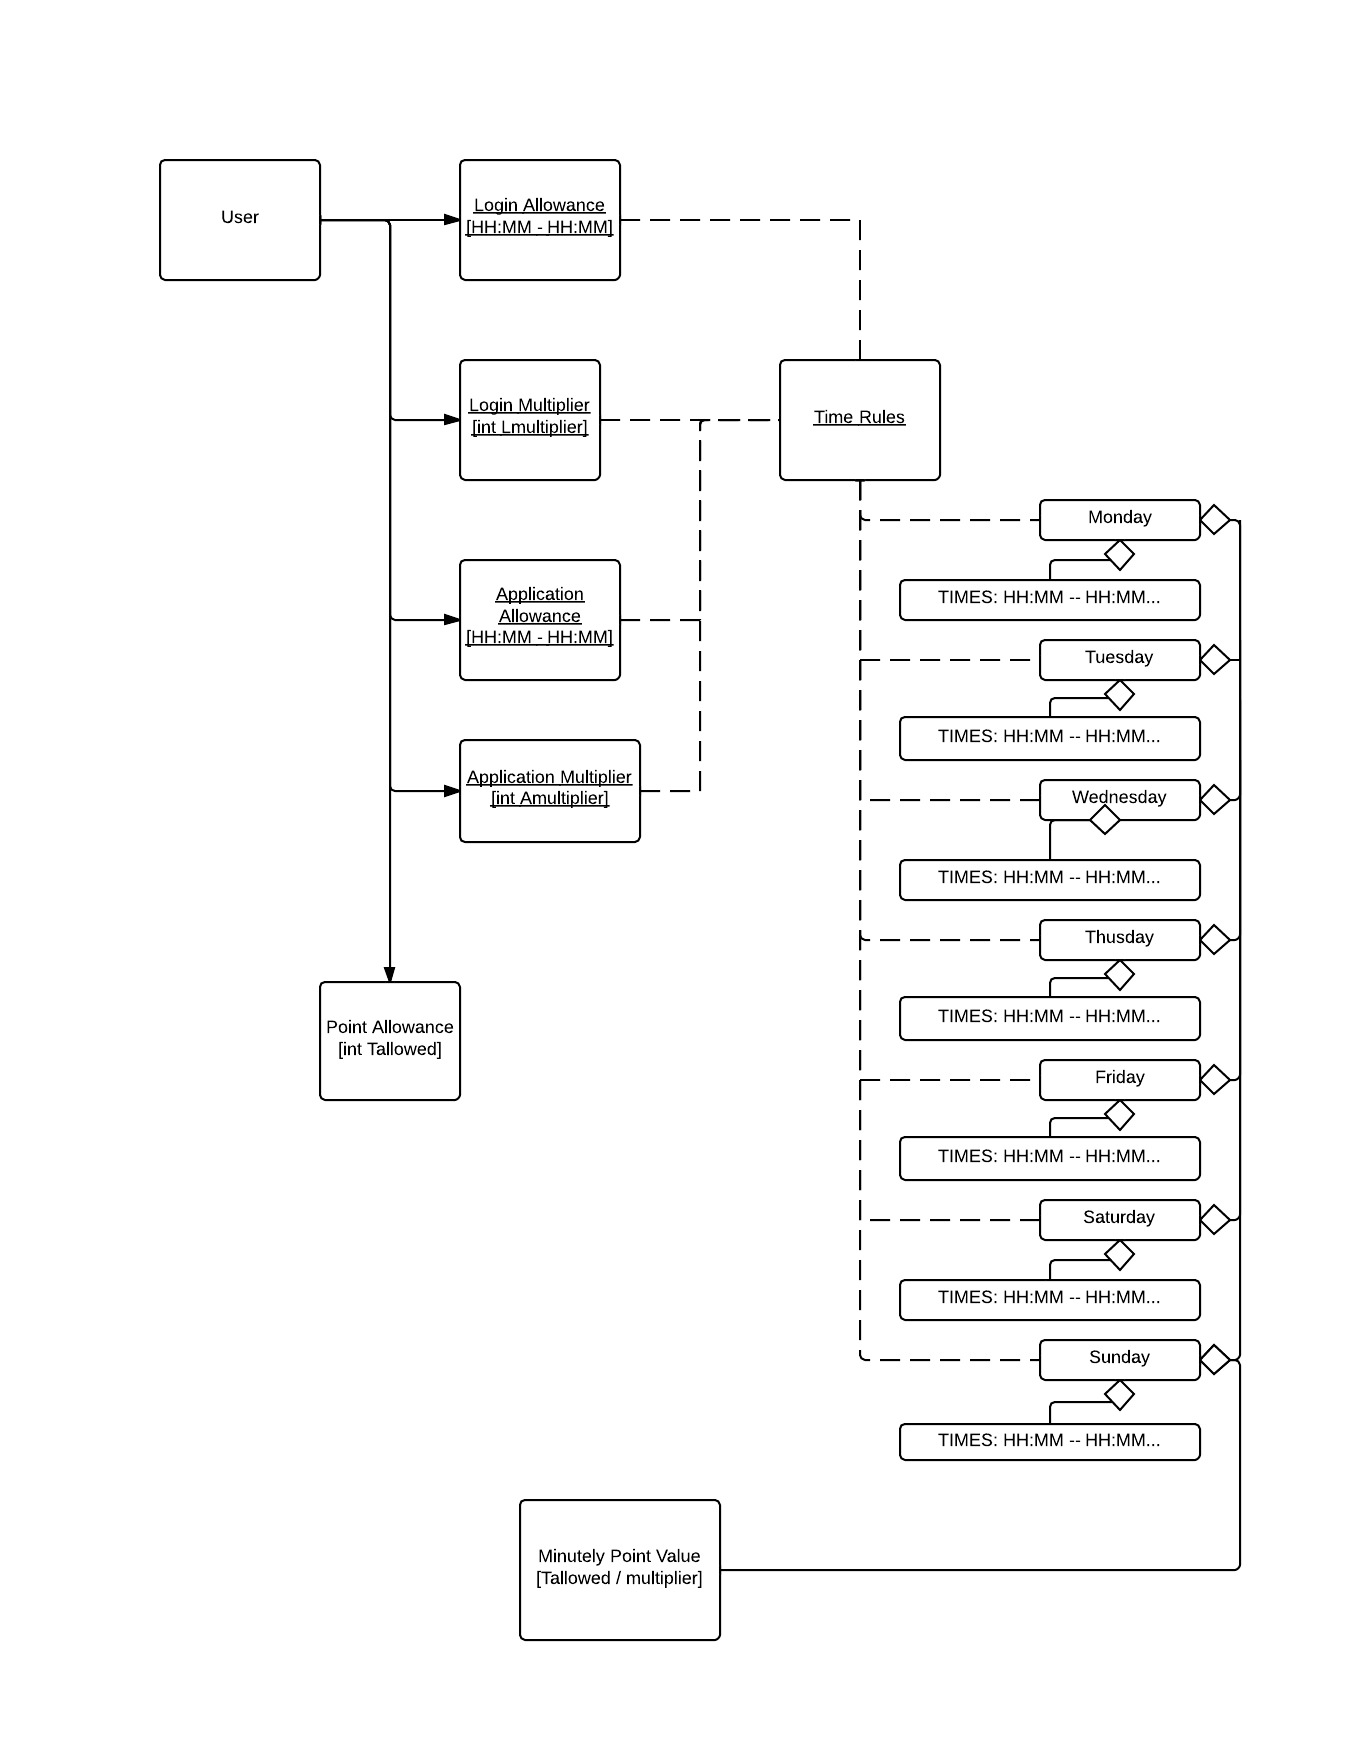 User
Login Allowance
[HH:MM - HH:MM]
Login Multiplier
[int Lmultiplier]
Time Rules
Application
Allowance
[HH:MM - HH:MM]
Application Multiplier
[int Amultiplier]
Point Allowance
[int Tallowed]
Monday
TIMES: HH:MM -- HH:MM...
Tuesday
TIMES: HH:MM -- HH:MM...
Wednesday
TIMES: HH:MM -- HH:MM...
Thusday
TIMES: HH:MM -- HH:MM...
Friday
TIMES: HH:MM -- HH:MM...
Saturday
TIMES: HH:MM -- HH:MM...
Sunday
TIMES: HH:MM -- HH:MM...
Minutely Point Value
[Tallowed / multiplier]